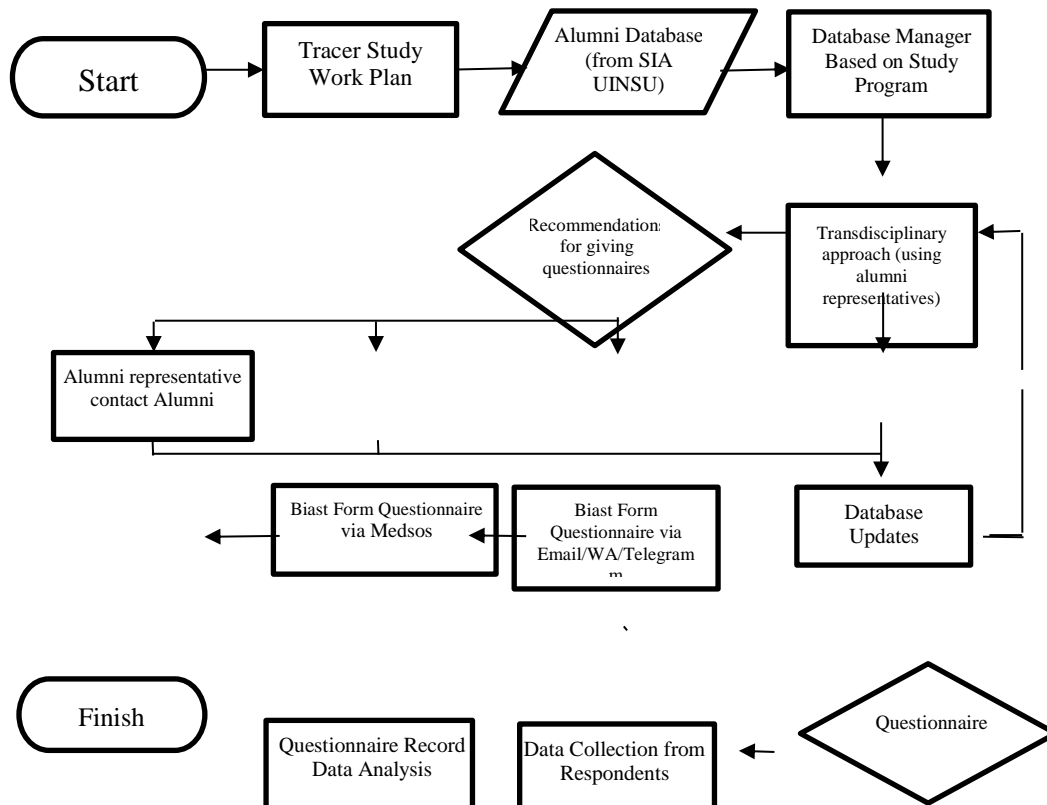 Start
Tracer Study
Work Plan
Alumni Database
(from SIA
UINSU)
Database Manager
Based on Study
Program
Recommendations
for giving
questionnaires
Transdisciplinary
approach (using
alumni
representatives)
Alumni representative
contact Alumni
Biast Form Questionnaire
via Medsos
Biast Form
Questionnaire via
Email/WA/Telegram
m
Database
Updates
Finish
Questionnaire Record
Data Analysis
Data Collection from
Respondents
Questionnaire